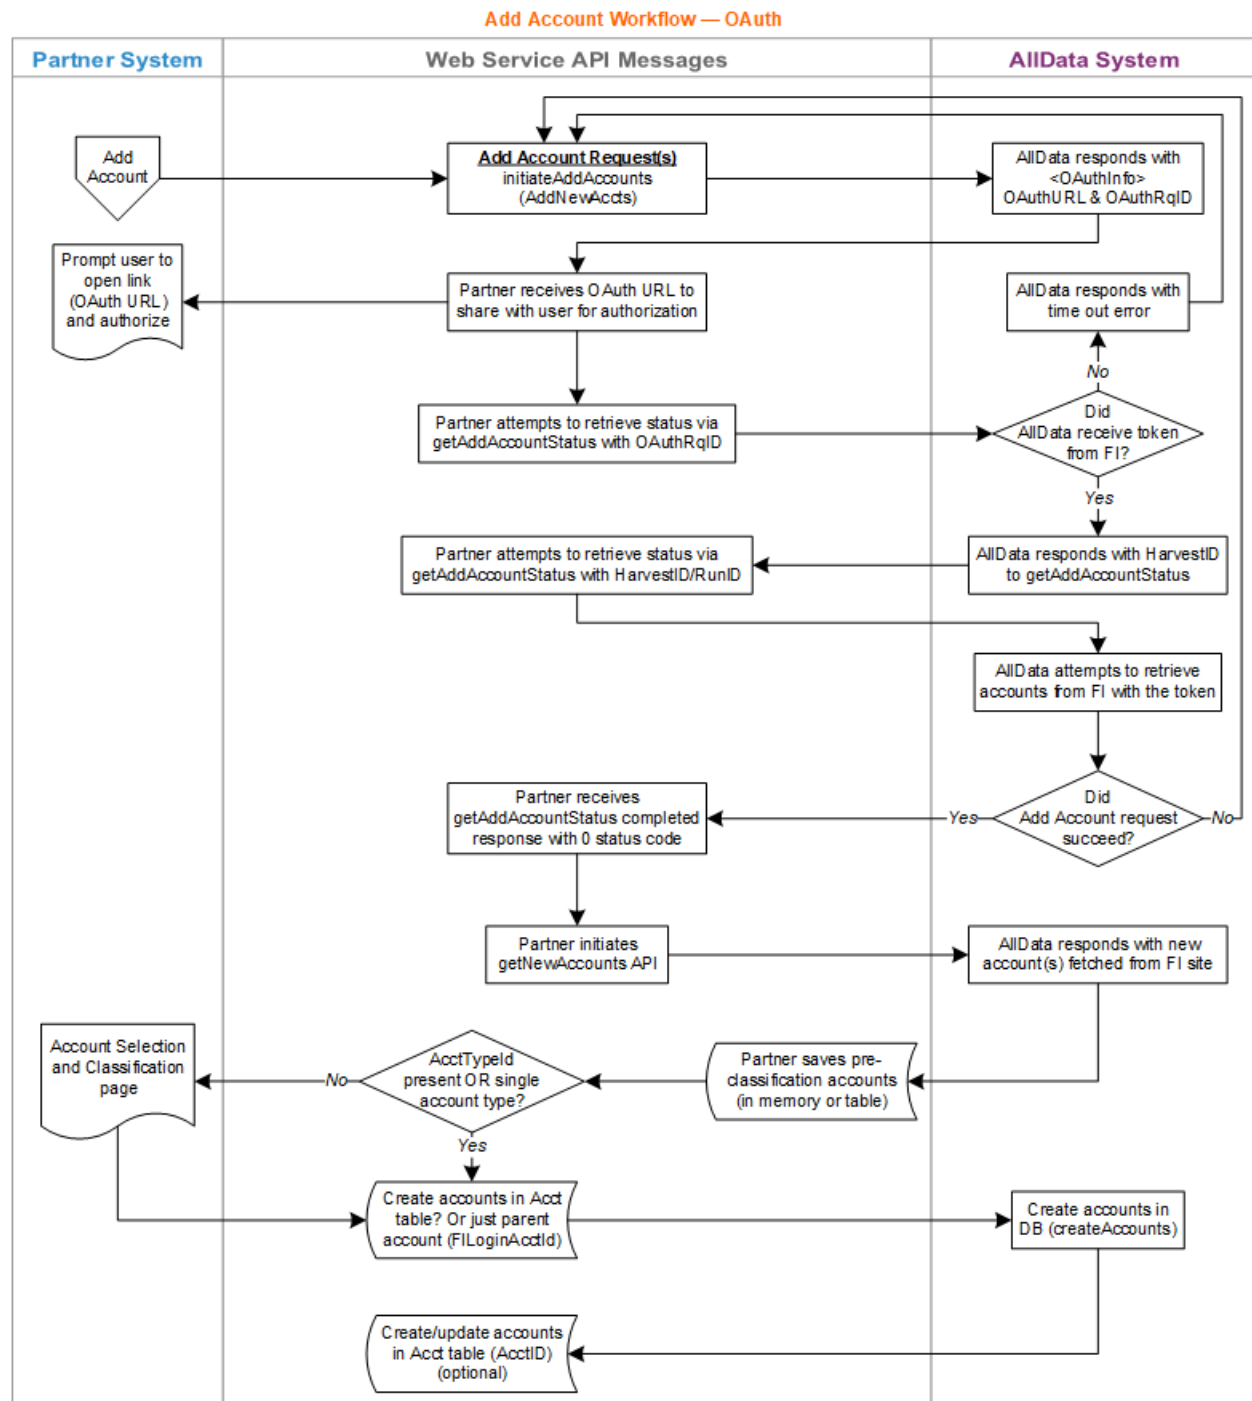 Add Account Workflow — OAuth
Partner System
Web Service API Messages
AllData System
Add
Account
Add Account Request(s)
initiateAddAccounts
(AddNewAccts)
AllData responds with
<OAuthInfo>
OAuthURL & OAuthRqID
Prompt user to
open link
(OAuth URL)
and authorize
Partner receives OAuth URL to
share with user for authorization
AllData responds with
time out error
No
Partner attempts to retrieve status via
getAddAccountStatus with OAuthRqID
Did
AllData receive token
from FI?
Yes
Partner attempts to retrieve status via
getAddAccountStatus with HarvestID/RunID
AllData responds with HarvestID
to getAddAccountStatus
AllData attempts to retrieve
accounts from FI with the token
Partner receives
getAddAccountStatus completed
response with 0 status code
Yes
Did
Add Account request
succeed?
No
Partner initiates
getNewAccounts API
AllData responds with new
account(s) fetched from FI site
Account Selection
and Classification
page
No
AcctTypeId
present OR single
account type?
Partner saves pre-
classification accounts
(in memory or table)
Yes
Create accounts in Acct
table? Or just parent
account (FILoginAcctId)
Create accounts in
DB (createAccounts)
Create/update accounts
in Acct table (AcctID)
(optional)